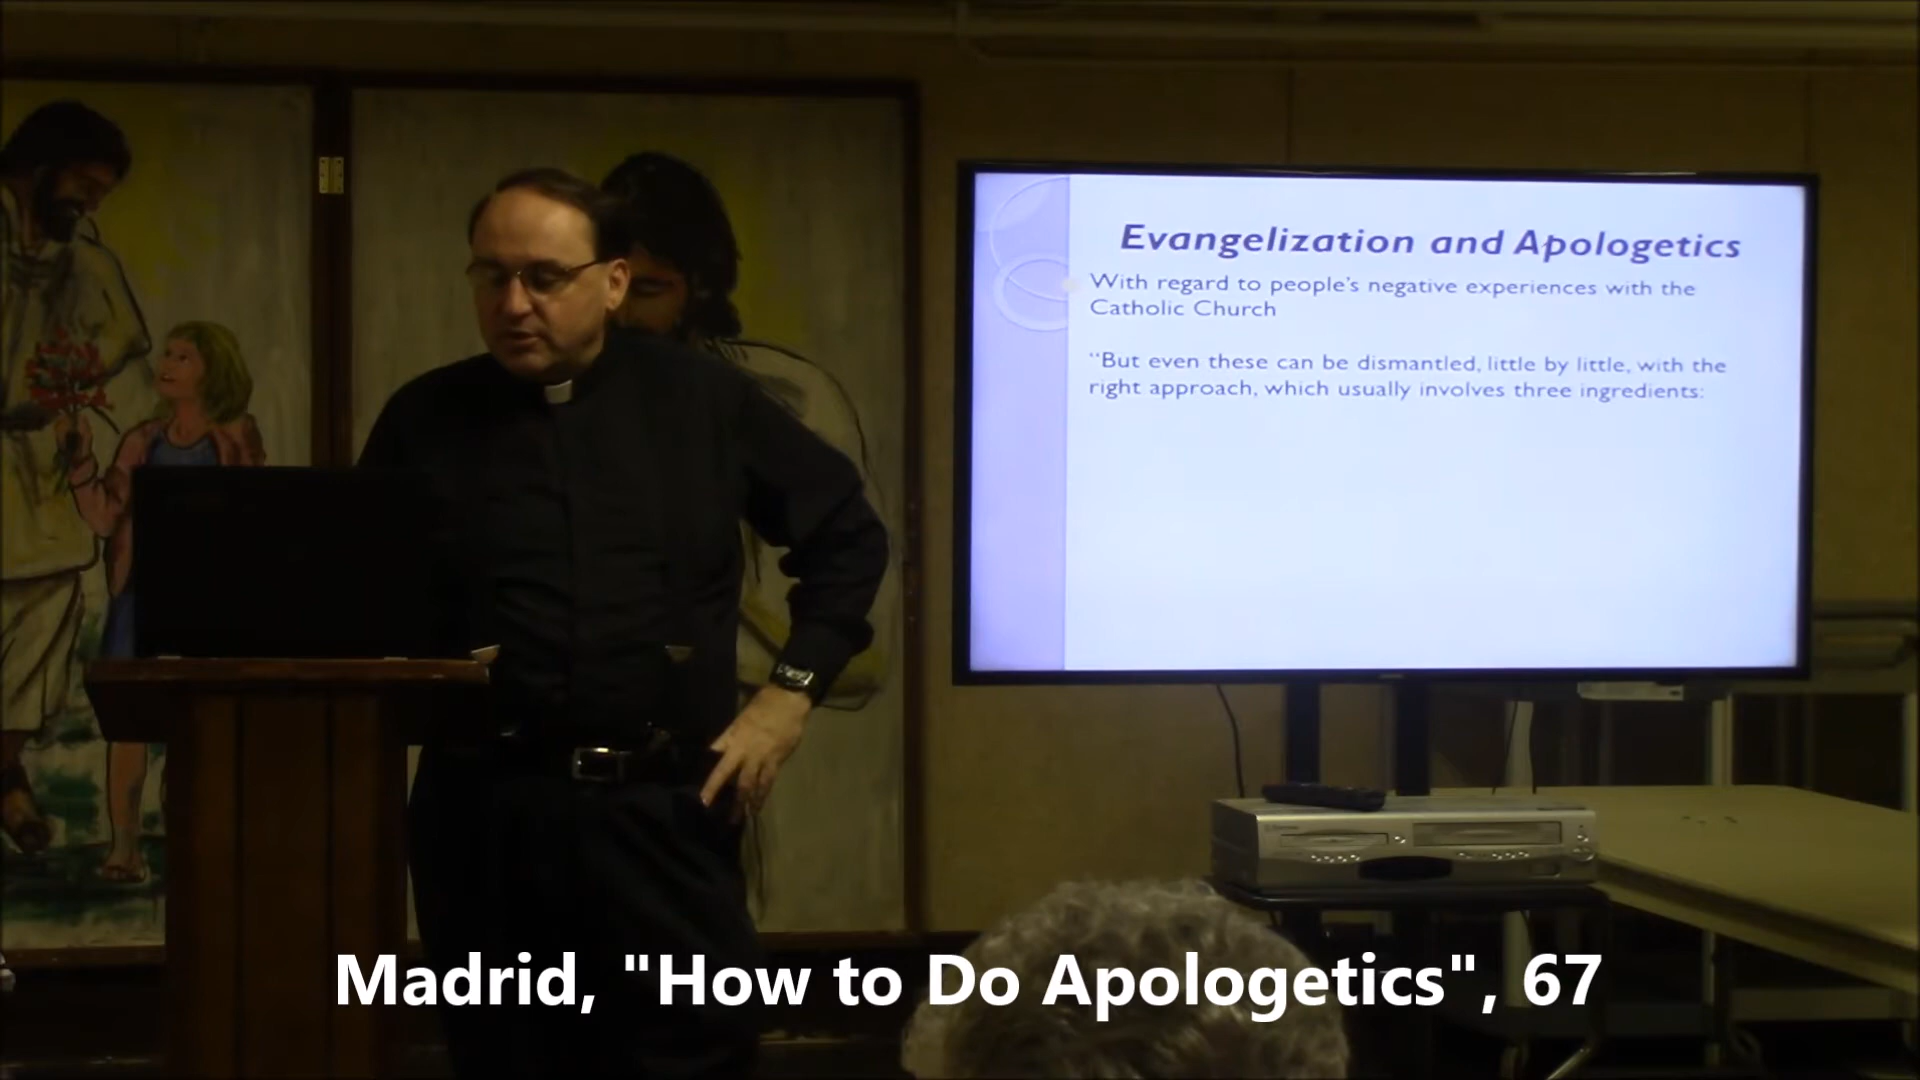 Evangelization and Apologetics
With regard to people's negative experiences with the
Catholic Church
“But even these can be dismantled, little by little, with the
right approach, which usually involves three ingredients:
Madrid, "How to Do Apologetics", 67